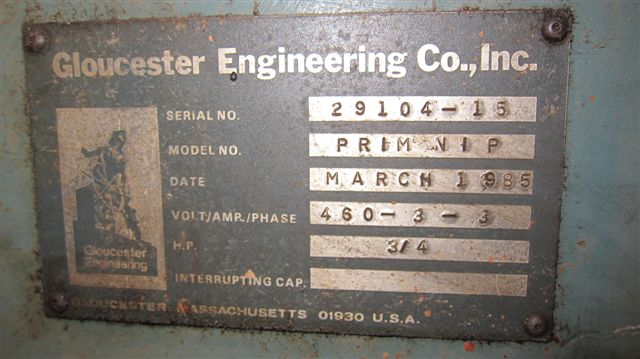 Gloucester Engineering Co., Inc.
SERIAL NO. 29104-15
MODEL NO. PRIM NIP
DATE MARCH 1985
VOLT/AMP./PHASE 460-3-3
H.P. 3/4
INTERRUPTING CAP.
Gloucester
Engineering
GLOUCESTER MASSACHUSETTS 01930 U.S.A.